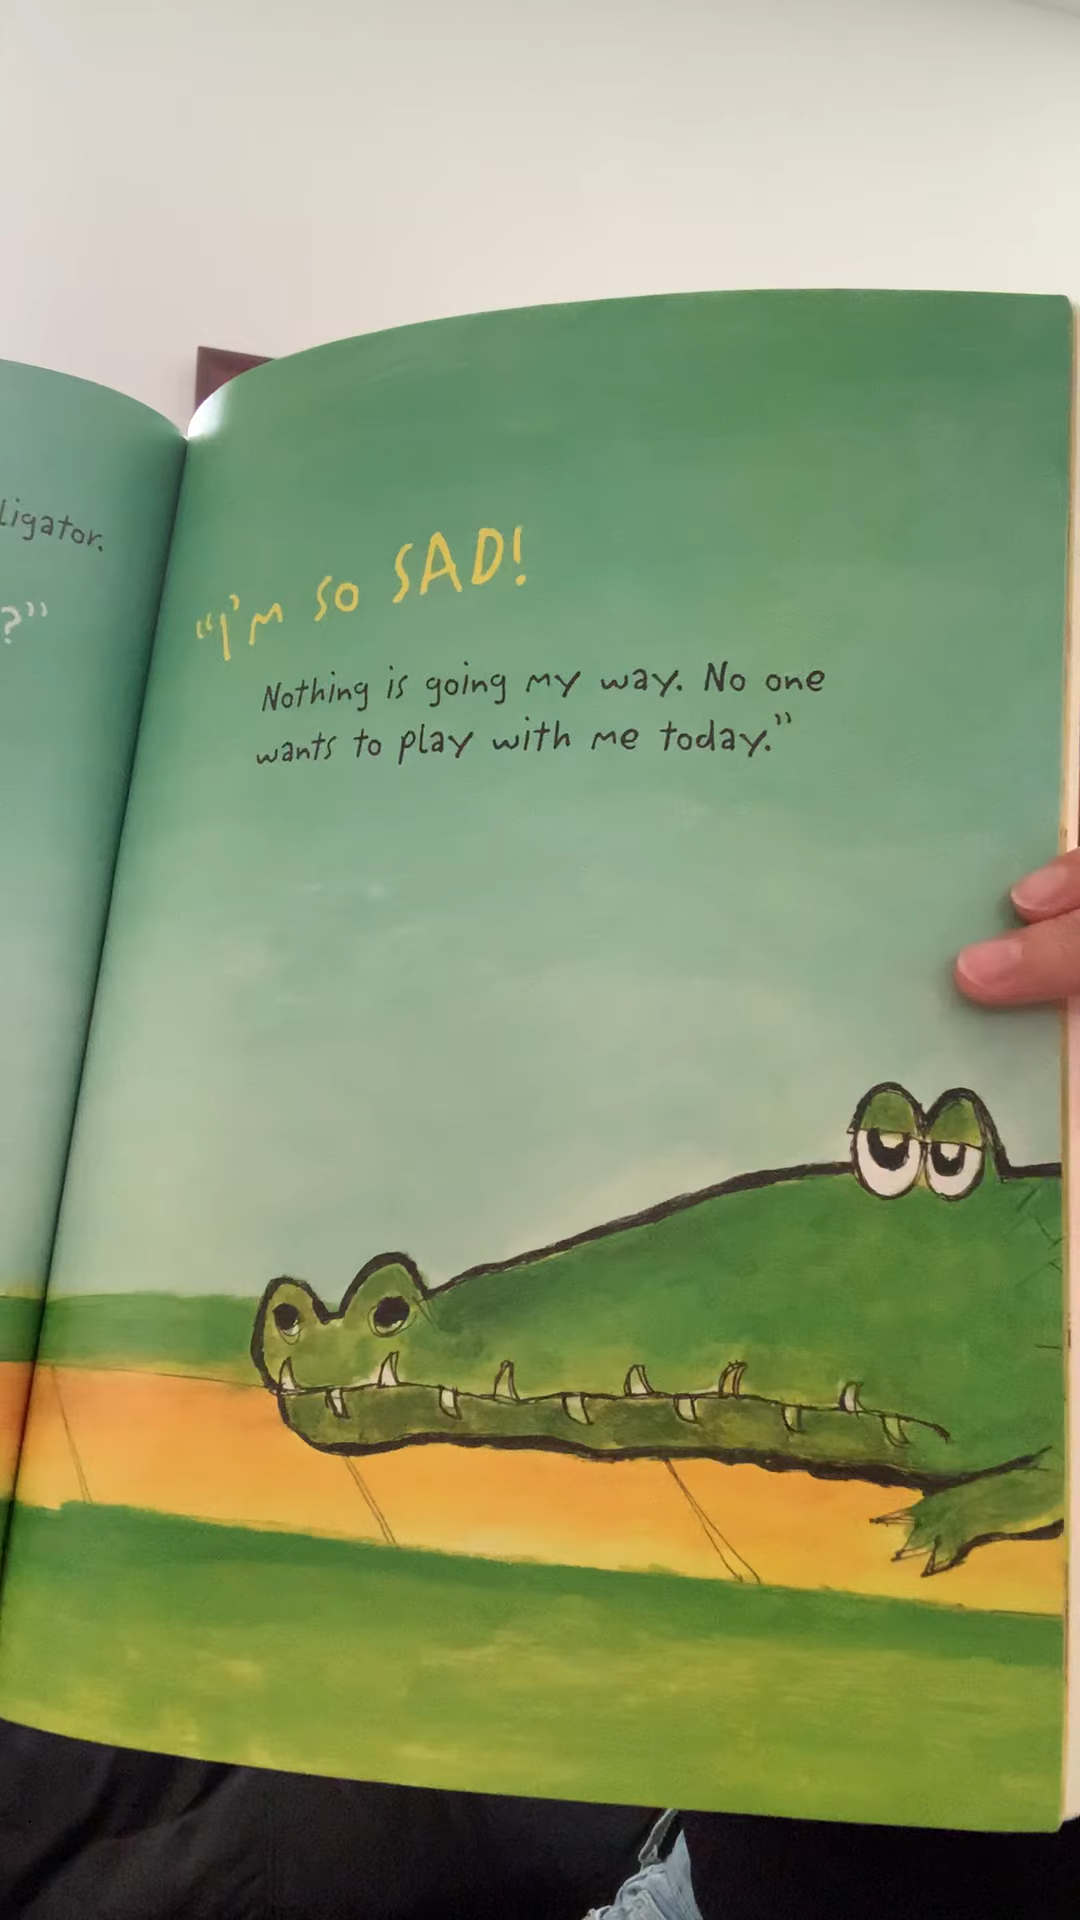 ligator.
?”
“I’M SO SAD!
Nothing is going my way. No one
wants to play with me today.”